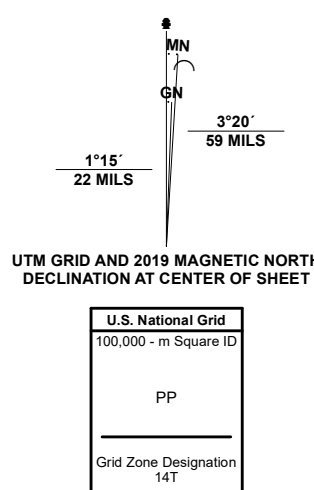 MN
GN
3°20´
59 MILS
1°15´
22 MILS
UTM GRID AND 2019 MAGNETIC NORTH
DECLINATION AT CENTER OF SHEET
U.S. National Grid
100,000 - m Square ID
PP
Grid Zone Designation
14T